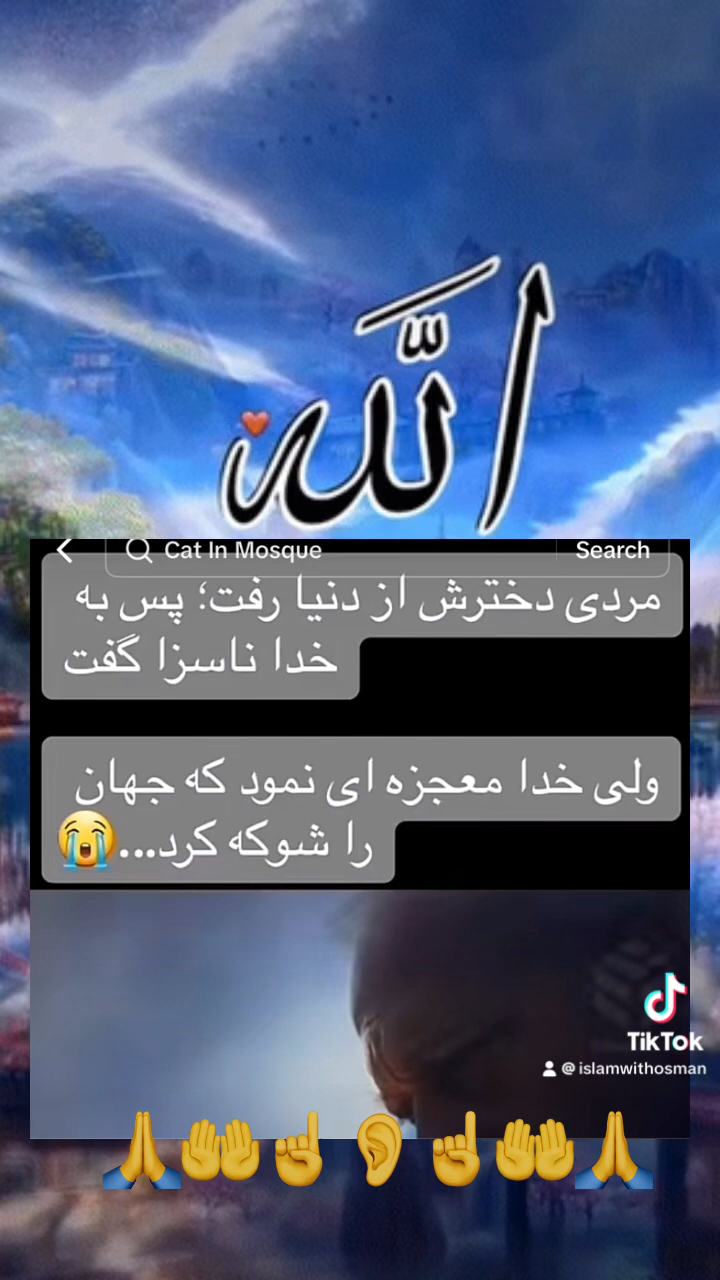 اللّٰه
Cat In Mosque Search
مردی دخترش از دنیا رفت؛ پس به
خدا ناسزا گفت
ولی خدا معجزه ای نمود که جهان
را شوکه کرد...😭
TikTok
@islamwithosman